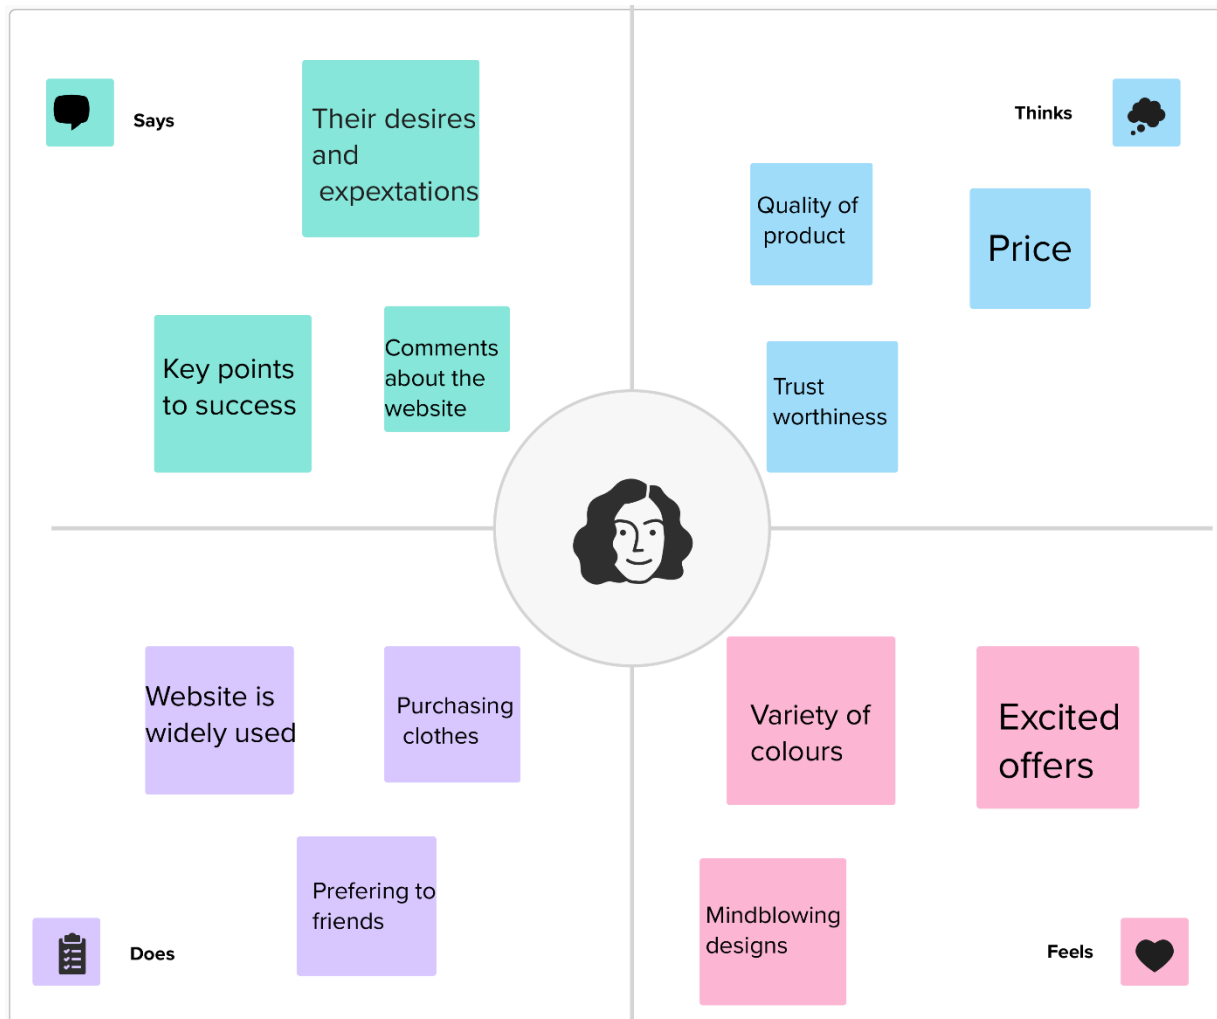 Says
Their desires
and
expextations
Key points
to success
Comments
about the
website
Thinks
Quality of
product
Price
Trust
worthiness
Website is
widely used
Purchasing
clothes
Prefering to
friends
Does
Variety of
colours
Excited
offers
Mindblowing
designs
Feels